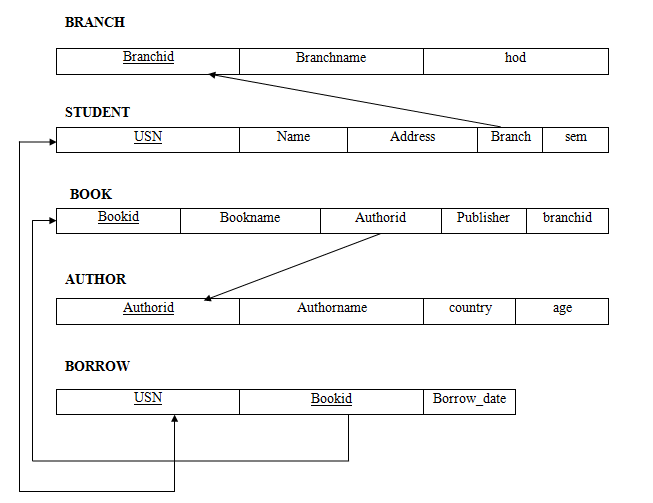 BRANCH
Branchid Branchname hod
STUDENT
USN Name Address Branch sem
BOOK
Bookid Bookname Authorid Publisher branchid
AUTHOR
Authorid Authorname country age
BORROW
USN Bookid Borrow_date